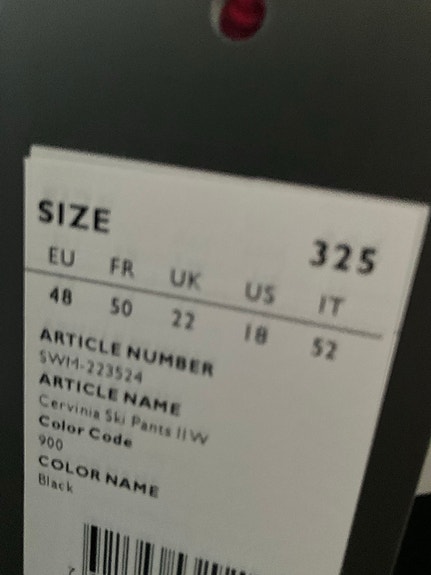 SIZE 325
EU FR UK US IT
48 50 22 18 52
ARTICLE NUMBER
SWM-223524
ARTICLE NAME
Cervinia Ski Pants II W
Color Code
900
COLOR NAME
Black